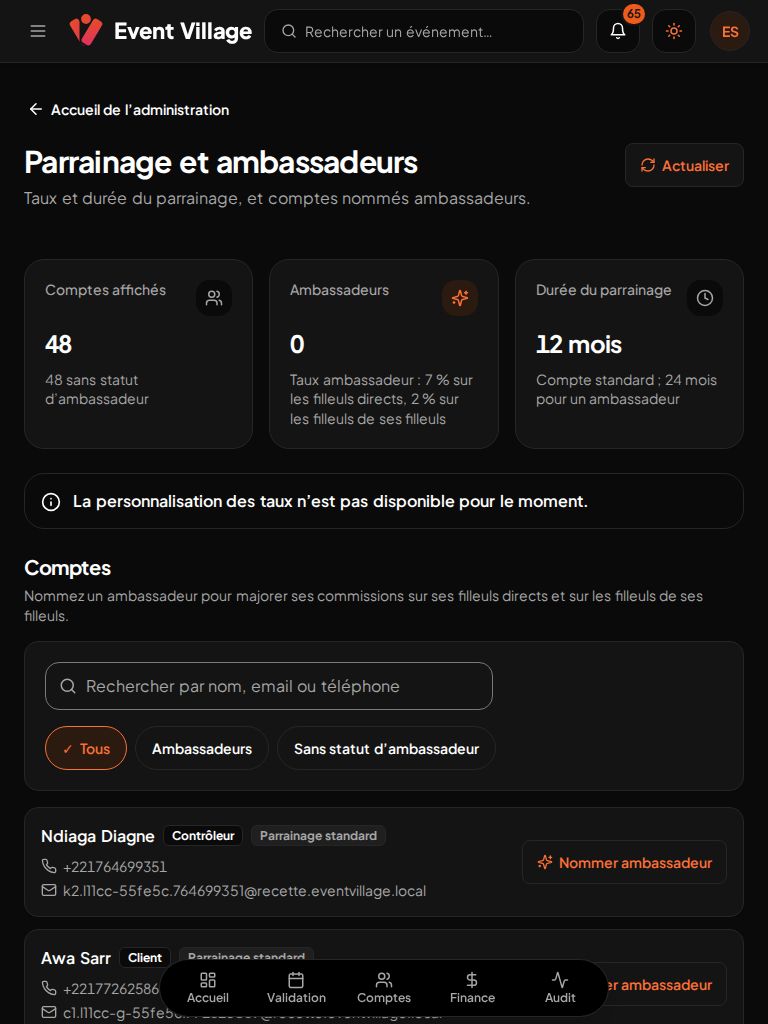 Event Village
Rechercher un événement…
65
ES
Accueil de l’administration
Parrainage et ambassadeurs
Actualiser
Taux et durée du parrainage, et comptes nommés ambassadeurs.
Comptes affichés
48
48 sans statut
d’ambassadeur
Ambassadeurs
0
Taux ambassadeur : 7 % sur
les filleuls directs, 2 % sur
les filleuls de ses filleuls
Durée du parrainage
12 mois
Compte standard ; 24 mois
pour un ambassadeur
La personnalisation des taux n’est pas disponible pour le moment.
Comptes
Nommez un ambassadeur pour majorer ses commissions sur ses filleuls directs et sur les filleuls de ses
filleuls.
Rechercher par nom, email ou téléphone
✓ Tous
Ambassadeurs
Sans statut d’ambassadeur
Ndiaga Diagne Contrôleur Parrainage standard
+221764699351
k2.l11cc-55fe5c.764699351@recette.eventvillage.local
Nommer ambassadeur
Awa Sarr Client Parrainage standard
+22177262586
er ambassadeur
Accueil
Validation
Comptes
Finance
Audit